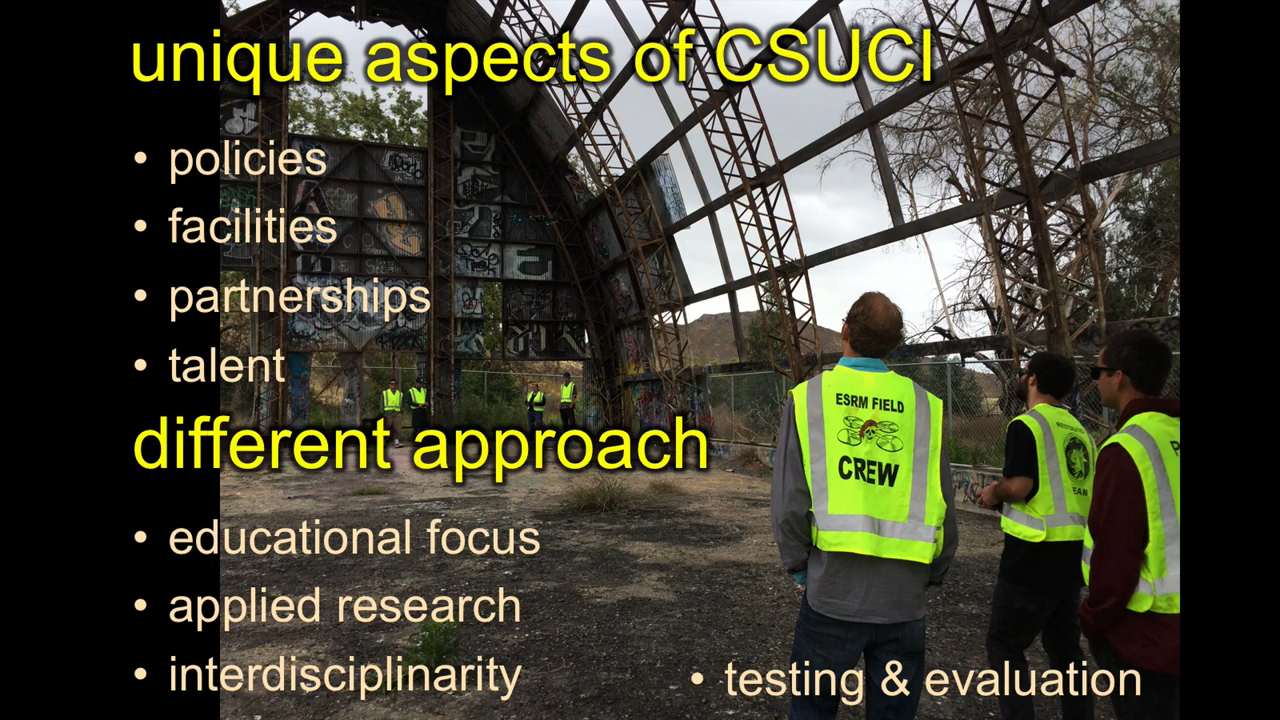 unique aspects of CSUCI
• policies
• facilities
• partnerships
• talent
different approach
• educational focus
• applied research
• interdisciplinarity
• testing & evaluation
ESRM FIELD
CREW